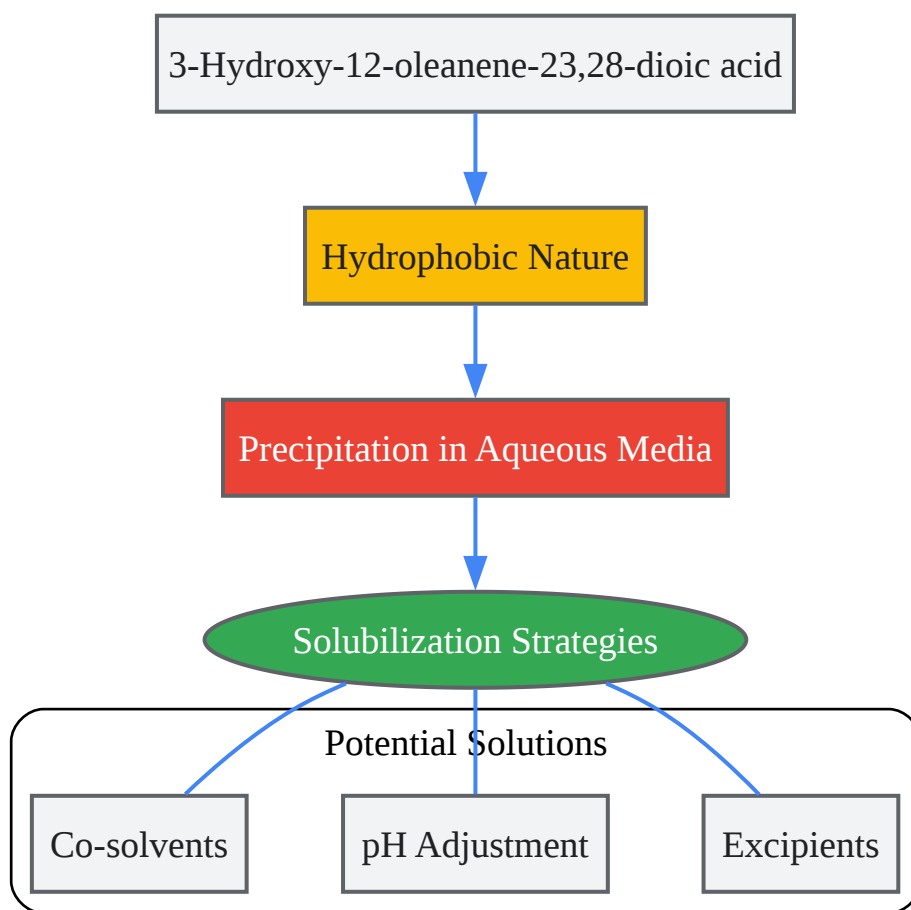 3-Hydroxy-12-oleanene-23,28-dioic acid
Hydrophobic Nature
Precipitation in Aqueous Media
Solubilization Strategies
Potential Solutions
Co-solvents
pH Adjustment
Excipients